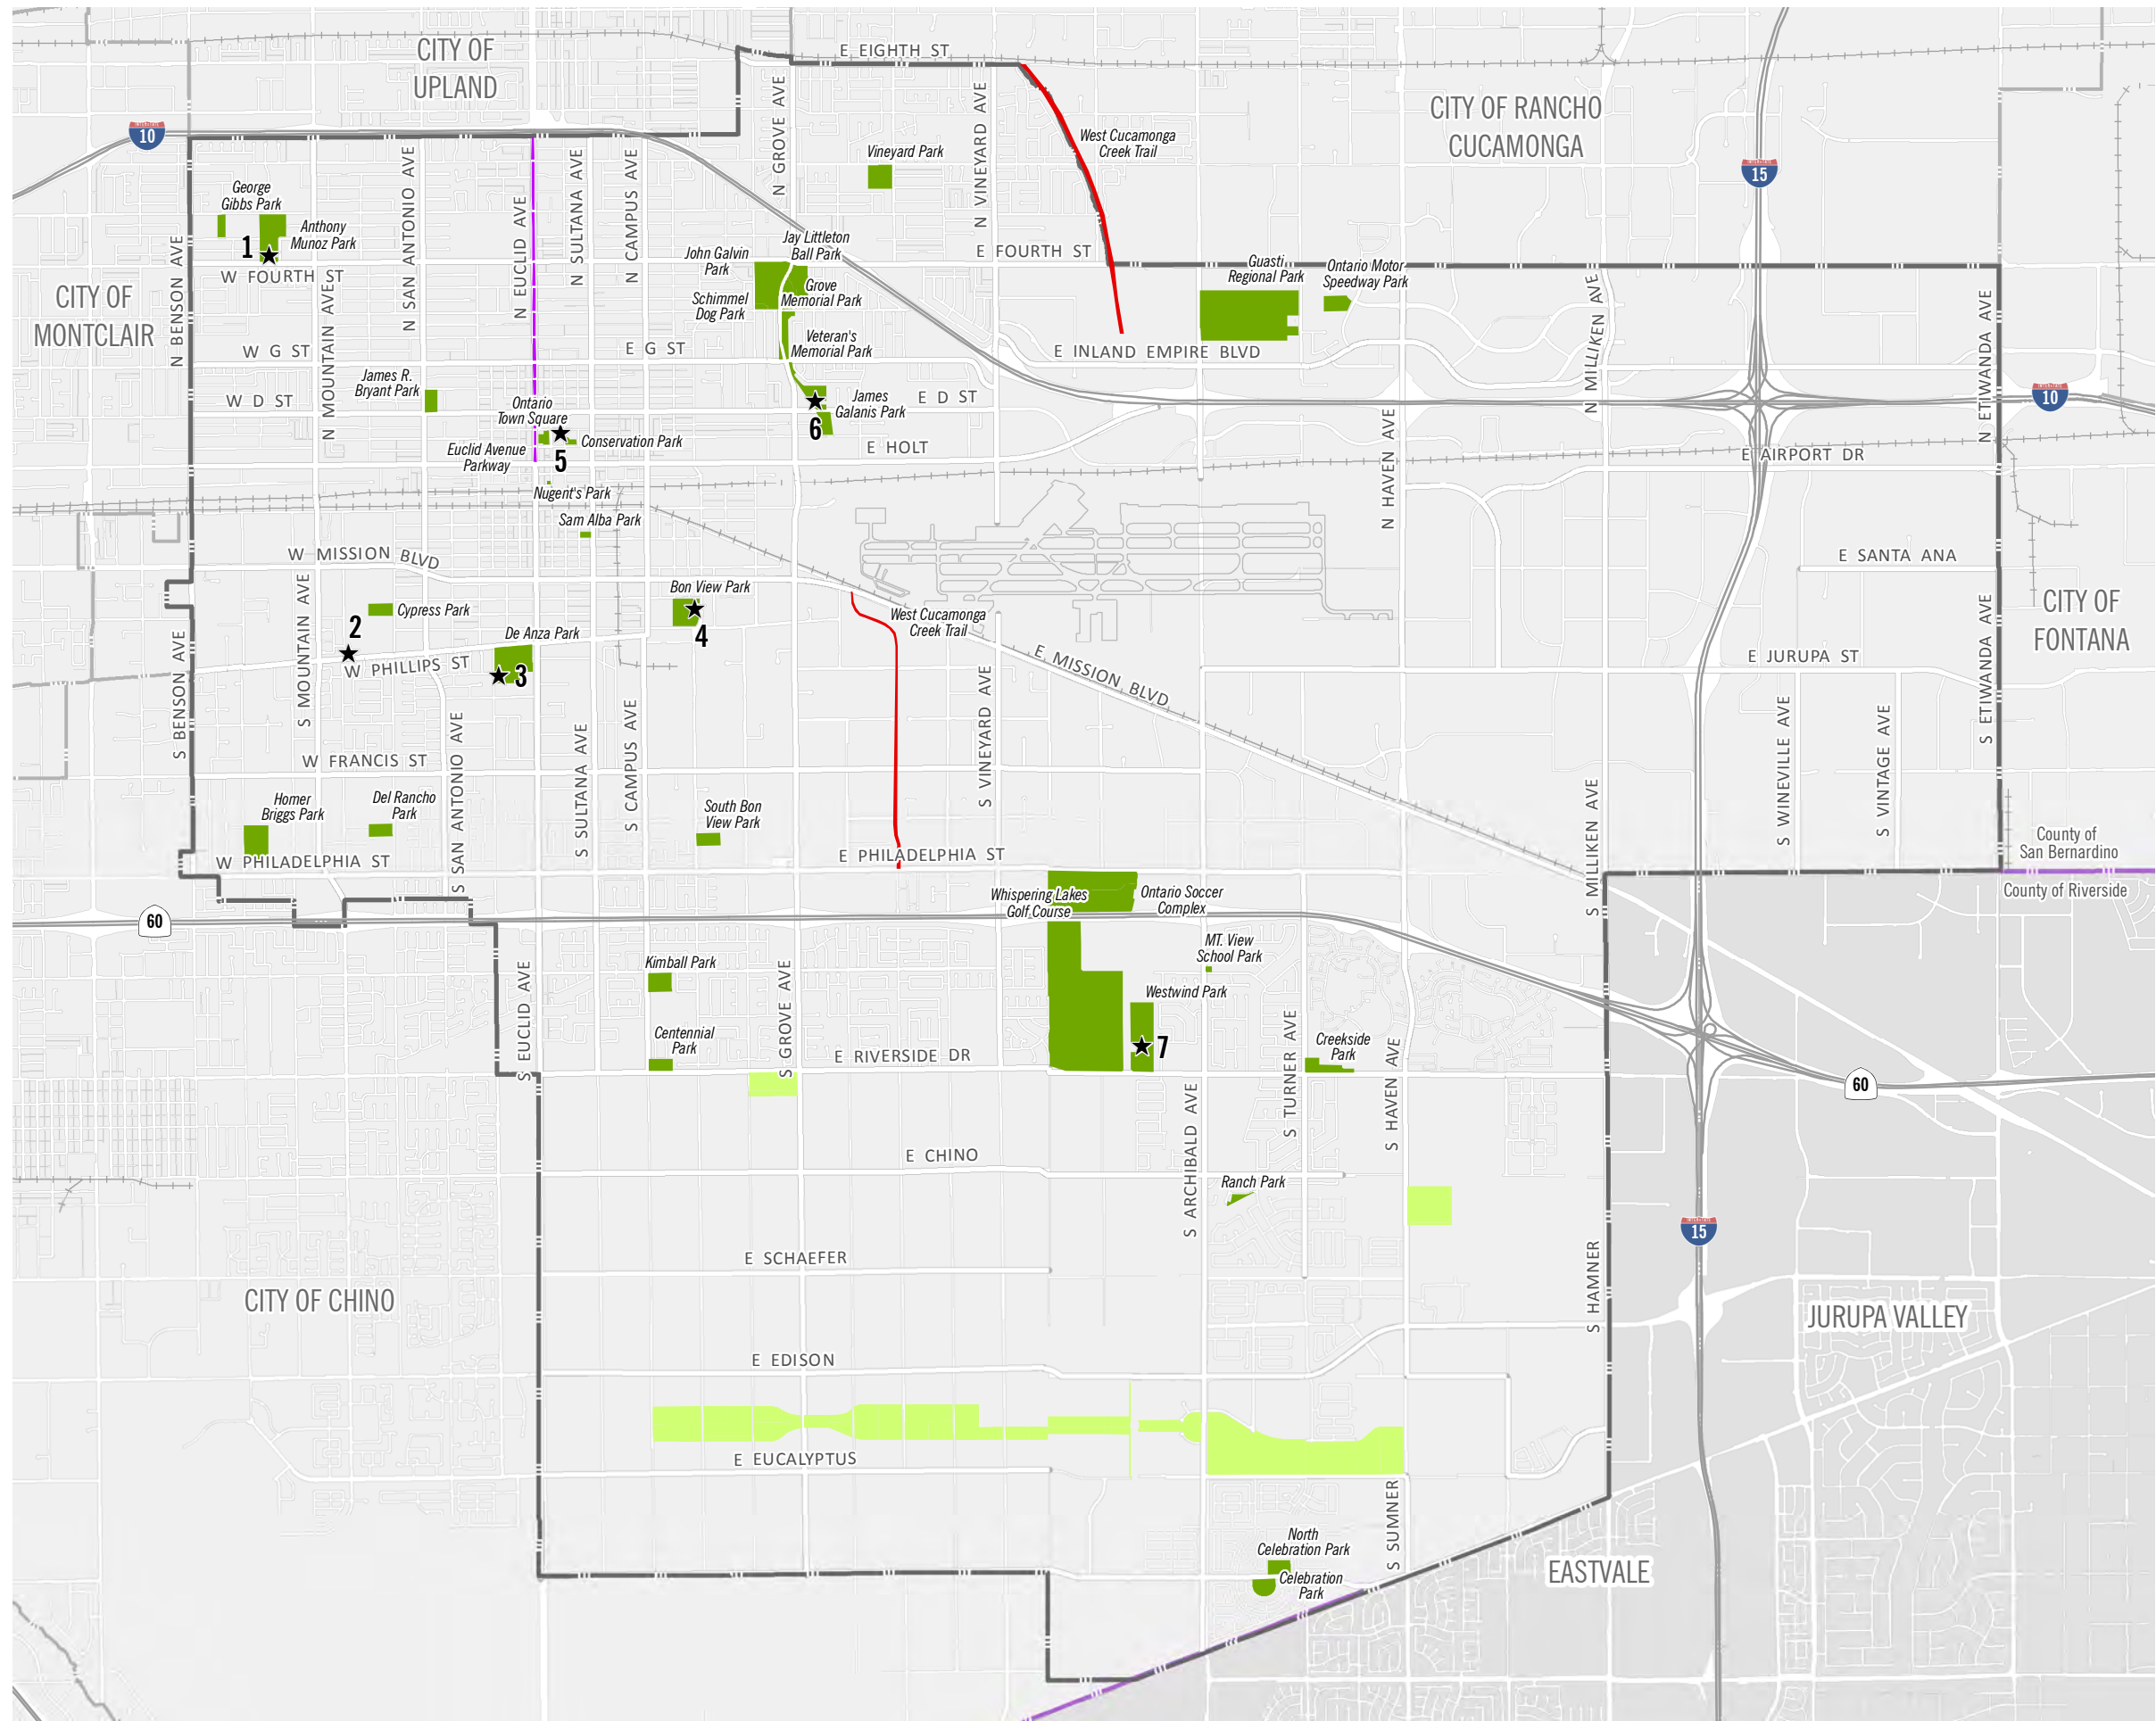 CITY OF
UPLAND
E EIGHTH ST
CITY OF RANCHO
CUCAMONGA
10
15
N GROVE AVE
N VINEYARD AVE
West Cucamonga
Creek Trail
Vineyard Park
N SAN ANTONIO AVE
N EUCLID AVE
N SULTANA AVE
N CAMPUS AVE
George
Gibbs Park
Anthony
Munoz Park
1
W FOURTH ST
N BENSON AVE
CITY OF
MONTCLAIR
N MOUNTAIN AVE
John Galvin
Park
Jay Littleton
Ball Park
E FOURTH ST
Guasti
Regional Park
Ontario Motor
Speedway Park
Schimmel
Dog Park
Grove
Memorial Park
Veteran's
Memorial Park
N MILLIKEN AVE
N ETIWANDA AVE
W G ST
E G ST
E INLAND EMPIRE BLVD
James R.
Bryant Park
W D ST
Ontario
Town Square
James
Galanis Park
E D ST
10
6
Euclid Avenue
Parkway
Conservation Park
5
E HOLT
N HAVEN AVE
E AIRPORT DR
Nugent's Park
Sam Alba Park
W MISSION BLVD
E SANTA ANA
S MOUNTAIN AVE
Cypress Park
2
Bon View Park
4
West Cucamonga
Creek Trail
CITY OF
FONTANA
S ETIWANDA AVE
De Anza Park
3
W PHILLIPS ST
S BENSON AVE
E MISSION BLVD
E JURUPA ST
S VINEYARD AVE
S SAN ANTONIO AVE
S SULTANA AVE
S CAMPUS AVE
S WINEVILLE AVE
S VINTAGE AVE
W FRANCIS ST
Homer
Briggs Park
Del Rancho
Park
South Bon
View Park
S MILLIKEN AVE
County of
San Bernardino
W PHILADELPHIA ST
E PHILADELPHIA ST
County of Riverside
Whispering Lakes
Golf Course
Ontario Soccer
Complex
60
MT. View
School Park
Kimball Park
S EUCLID AVE
S GROVE AVE
Westwind Park
7
Centennial
Park
E RIVERSIDE DR
S TURNER AVE
Creekside
Park
S HAVEN AVE
60
S ARCHIBALD AVE
E CHINO
Ranch Park
15
E SCHAEFER
S HAMNER
CITY OF CHINO
JURUPA VALLEY
E EDISON
E EUCALYPTUS
S SUMNER
North
Celebration Park
Celebration
Park
EASTVALE